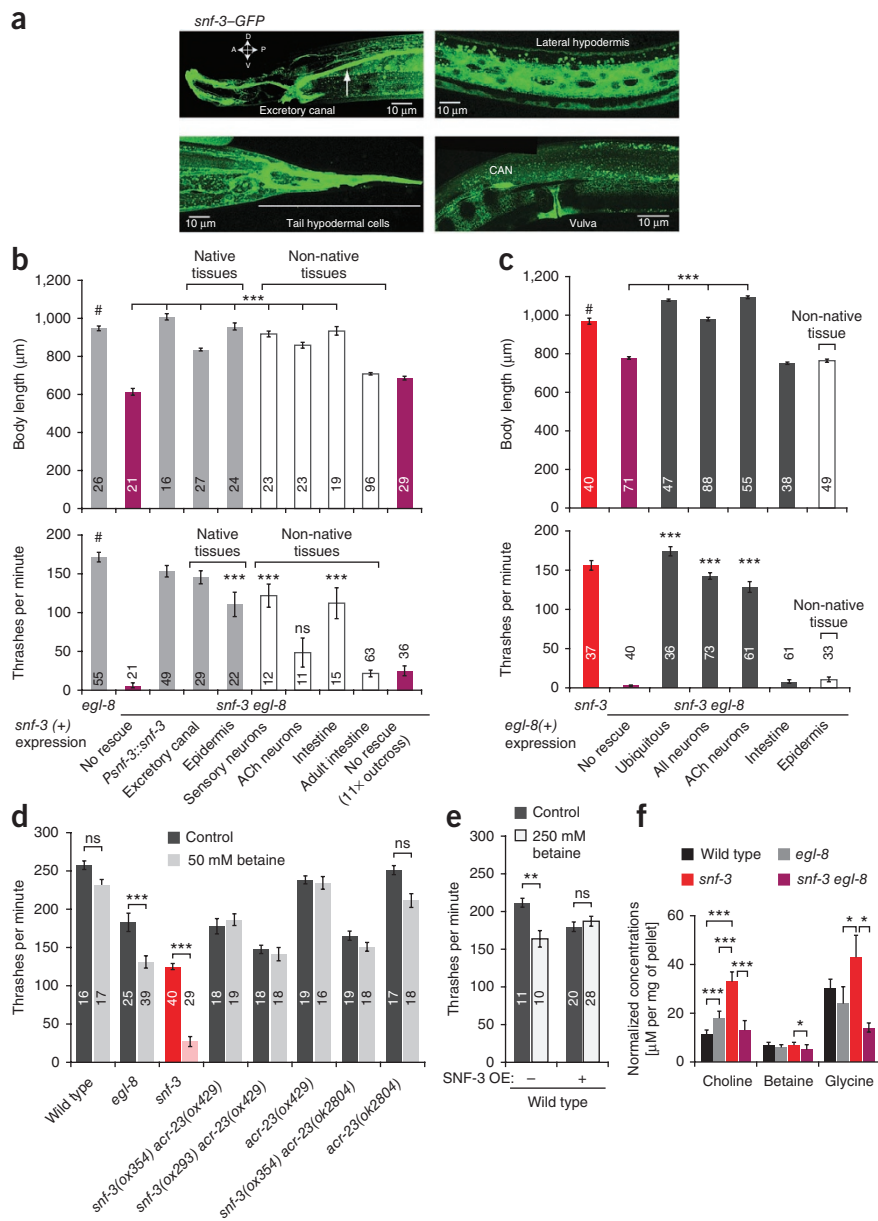 a
snf-3–GFP
D
A P
V
Excretory canal
10 μm
Lateral hypodermis
10 μm
10 μm
Tail hypodermal cells
CAN
Vulva
10 μm
b
Native tissues
Non-native tissues
***
#
1,200
1,000
800
600
400
200
0
Body length (μm)
26 21 16 27 24 23 23 19 96 29
Native tissues
Non-native tissues
#
*** *** ns ***
200
150
100
50
0
Thrashes per minute
55 21 49 29 22 12 11 15 63 36
egl-8
snf-3 egl-8
snf-3 (+) expression
No rescue
Psnf-3::snf-3
Excretory canal
Epidermis
Sensory neurons
ACh neurons
Intestine
Adult intestine
No rescue (11× outcross)
c
***
#
Non-native tissue
1,200
1,000
800
600
400
200
0
Body length (μm)
40 71 47 88 55 38 49
*** *** ***
Non-native tissue
200
150
100
50
0
Thrashes per minute
37 40 36 73 61 61 33
snf-3
snf-3 egl-8
egl-8(+) expression
No rescue
Ubiquitous
All neurons
ACh neurons
Intestine
Epidermis
d
Control
50 mM betaine
ns *** *** ns
300
250
200
150
100
50
0
Thrashes per minute
16 17 25 39 40 29 18 19 18 18 19 16 19 18 17 18
Wild type
egl-8
snf-3
snf-3(ox354) acr-23(ox429)
snf-3(ox293) acr-23(ox429)
acr-23(ox429)
snf-3(ox354) acr-23(ok2804)
acr-23(ok2804)
e
Control
250 mM betaine
** ns
300
250
200
150
100
50
0
Thrashes per minute
11 10 20 28
SNF-3 OE: – +
Wild type
f
Wild type
egl-8
snf-3
snf-3 egl-8
*** *** *** *** * * *
60
40
20
0
Normalized concentrations [μM per mg of pellet]
Choline Betaine Glycine